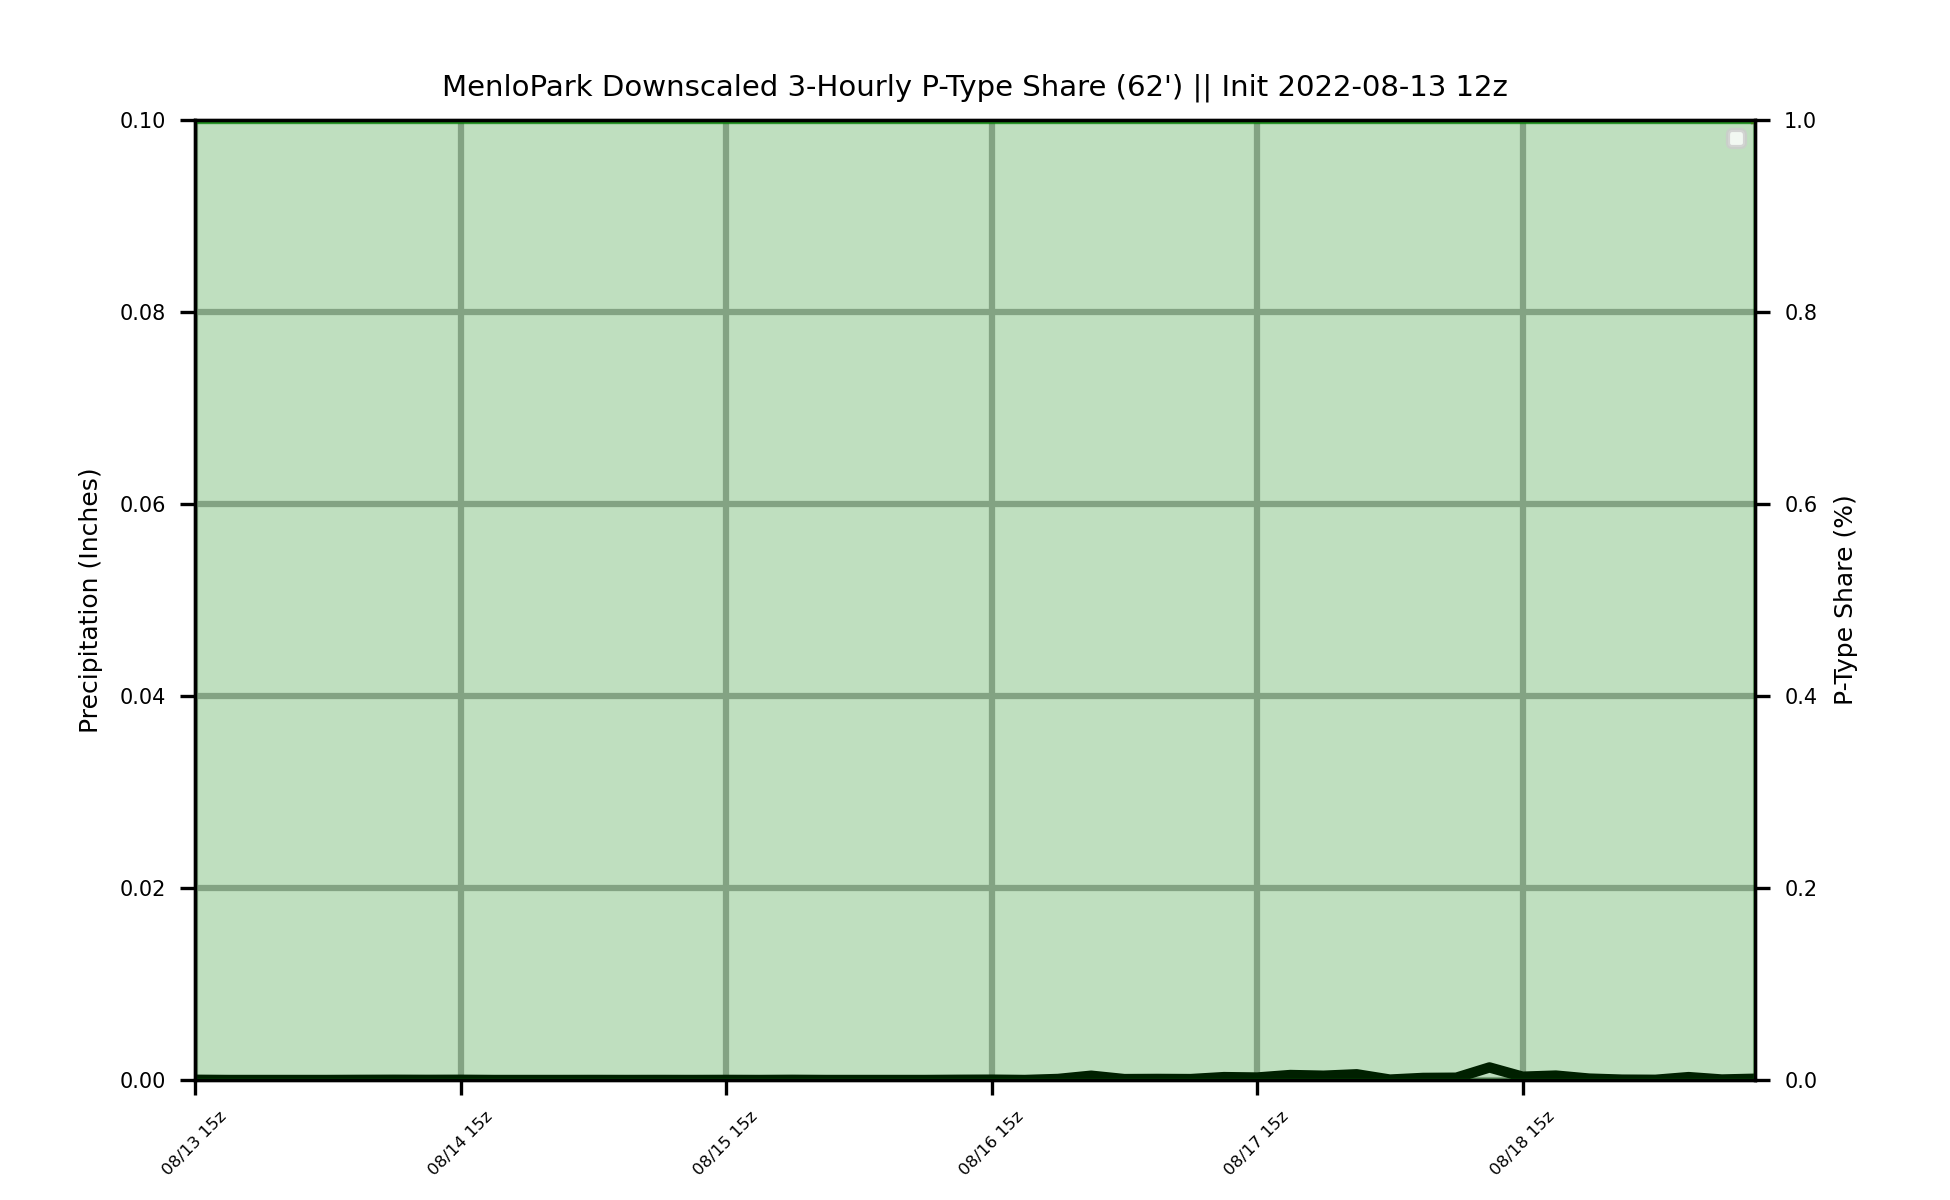 MenloPark Downscaled 3-Hourly P-Type Share (62') || Init 2022-08-13 12z
0.10
0.08
0.06
0.04
0.02
0.00
Precipitation (Inches)
1.0
0.8
0.6
0.4
0.2
0.0
P-Type Share (%)
08/13 15z
08/14 15z
08/15 15z
08/16 15z
08/17 15z
08/18 15z